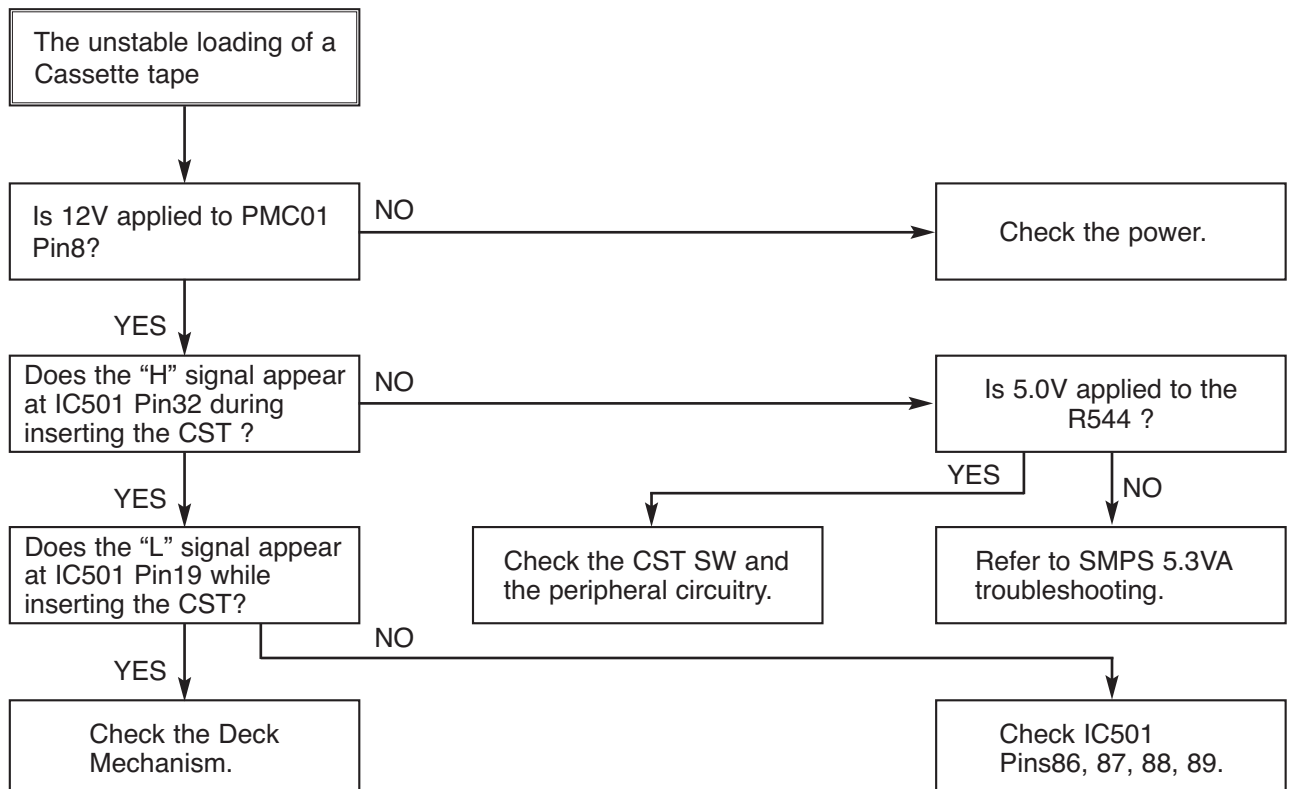 The unstable loading of a
Cassette tape
Is 12V applied to PMC01
Pin8?
NO
Check the power.
YES
Does the “H” signal appear
at IC501 Pin32 during
inserting the CST ?
NO
Is 5.0V applied to the
R544 ?
YES
YES
NO
Does the “L” signal appear
at IC501 Pin19 while
inserting the CST?
Check the CST SW and
the peripheral circuitry.
Refer to SMPS 5.3VA
troubleshooting.
NO
YES
Check the Deck
Mechanism.
Check IC501
Pins86, 87, 88, 89.